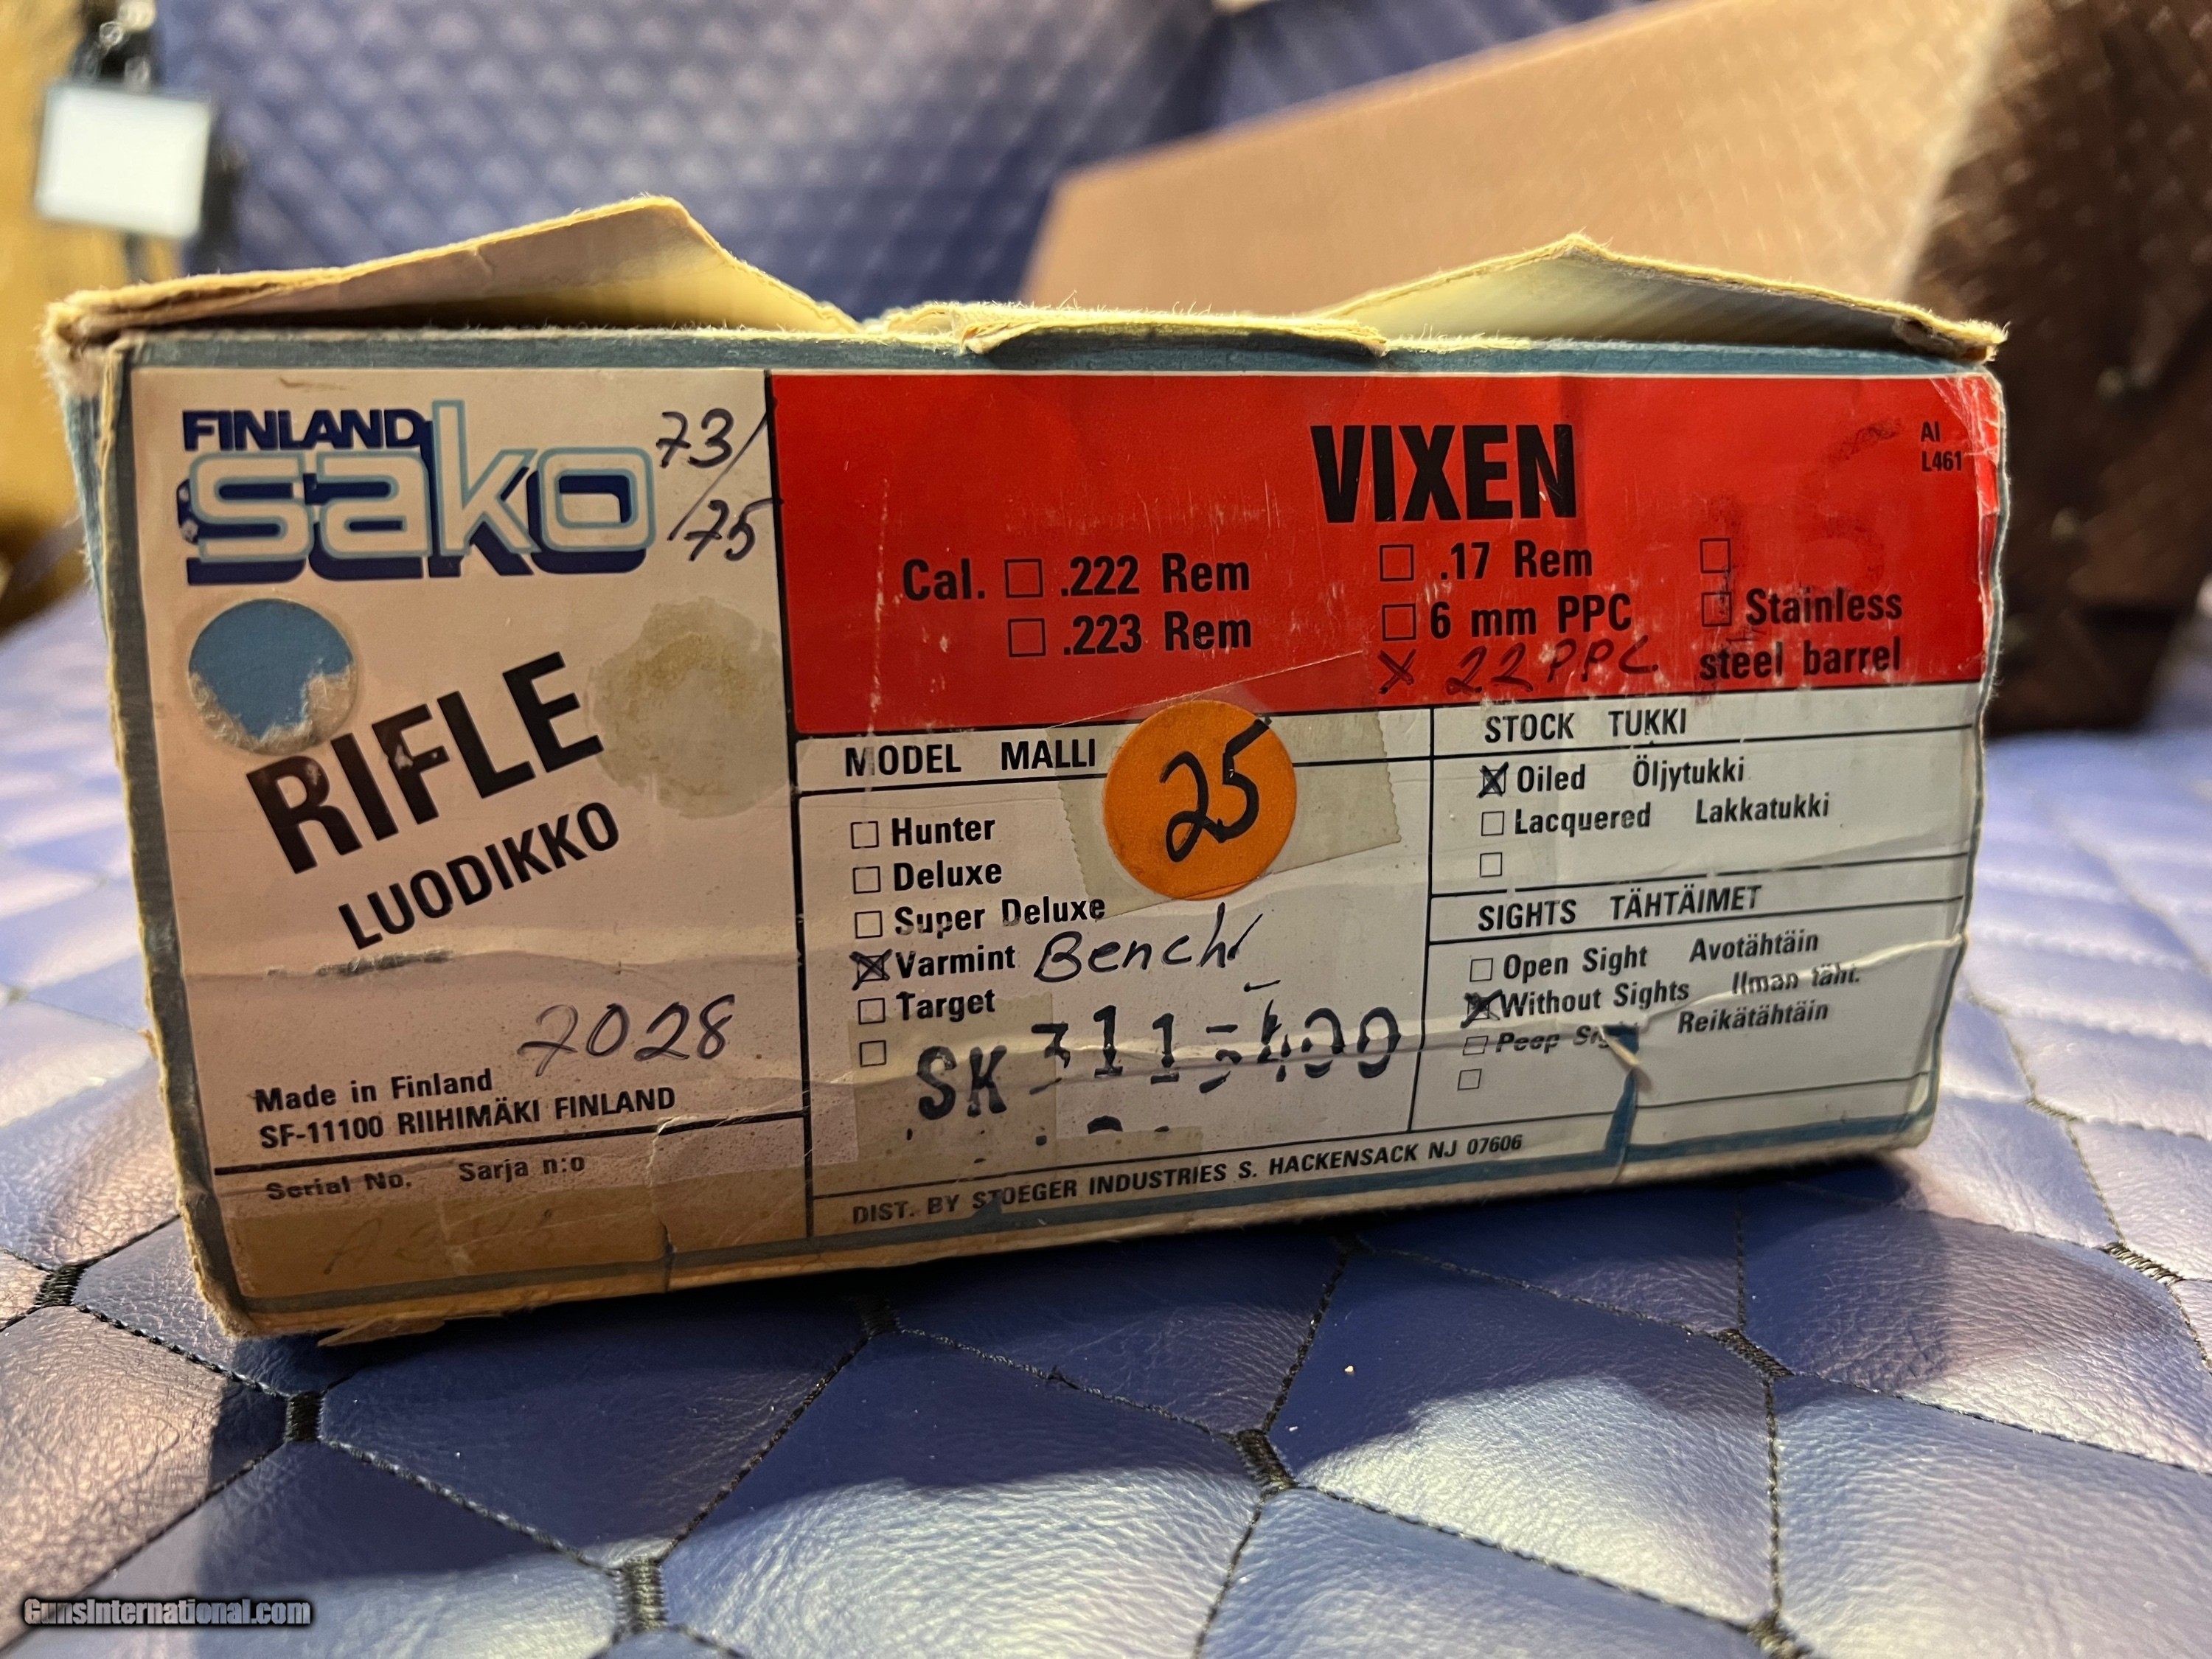 FINLAND
sako
73/
75
RIFLE
LUODIKKO
7028
Made in Finland
SF-11100 RIIHIMÄKI FINLAND
Serial No. Sarja n:o
VIXEN
AI
L461
Cal. .222 Rem .17 Rem
.223 Rem 6 mm PPC Stainless
steel barrel
x 22 PPC
MODEL MALLI
25
Hunter
Deluxe
Super Deluxe
Varmint Bench
Target
SK
STOCK TUKKI
Oiled Öljytukki
Lacquered Lakkatukki
SIGHTS TÄHTÄIMET
Open Sight Avotähtäin
Without Sights Ilman täht.
Peep Reikätähtäin
DIST. BY STOEGER INDUSTRIES S. HACKENSACK NJ 07606
GunsInternational.com